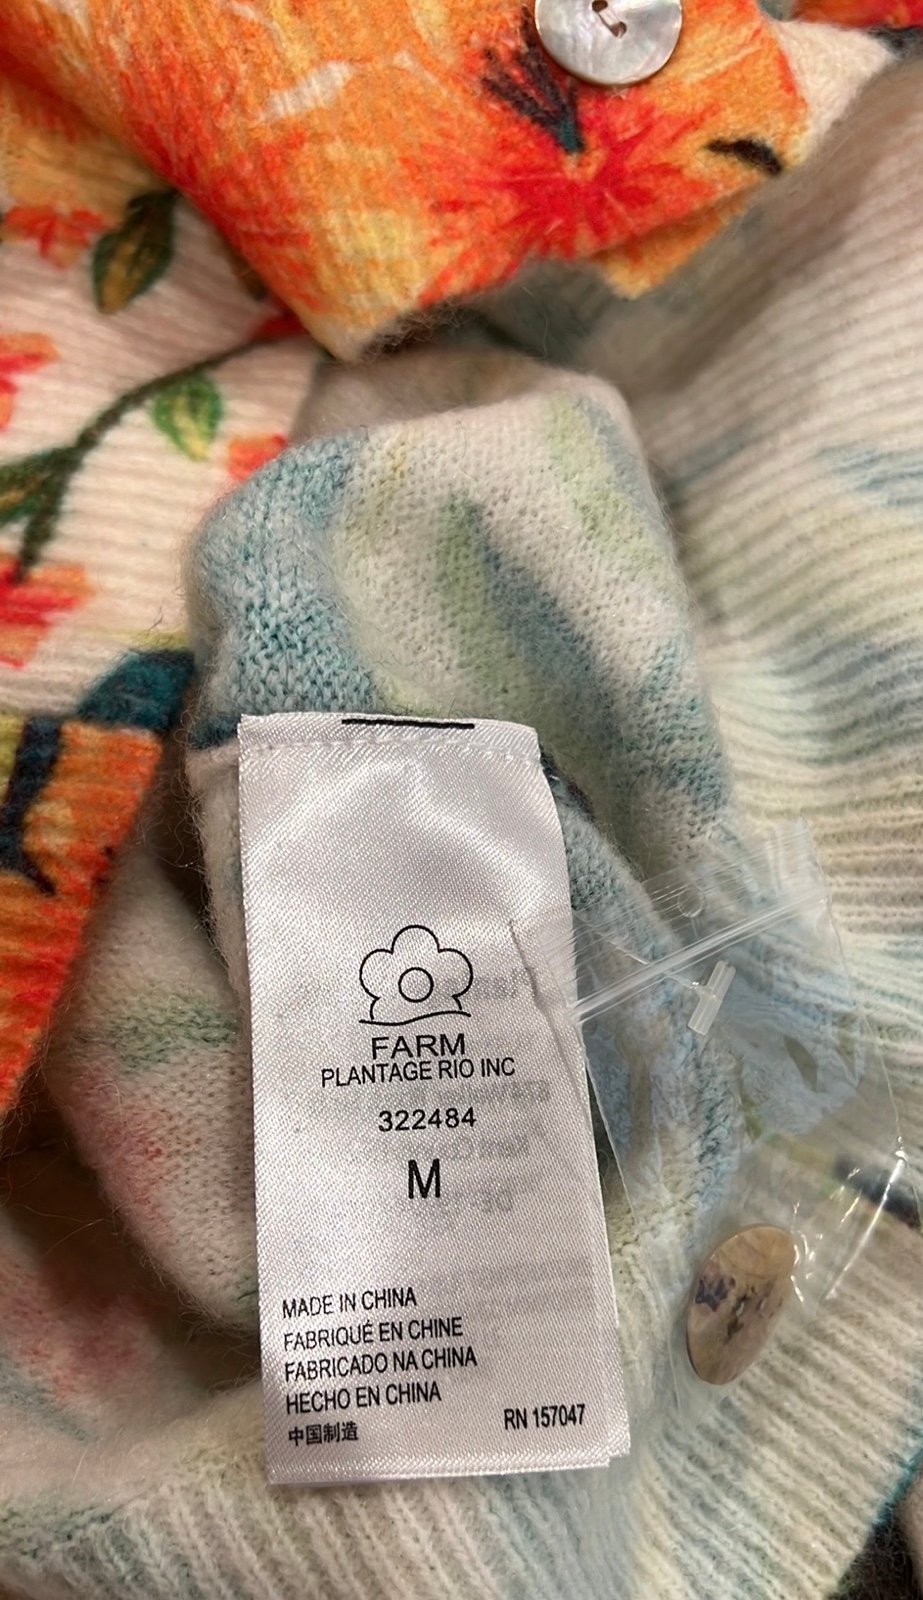 FARM
PLANTAGE RIO INC
322484
M
MADE IN CHINA
FABRIQUÉ EN CHINE
FABRICADO NA CHINA
HECHO EN CHINA
中国制造
RN 157047